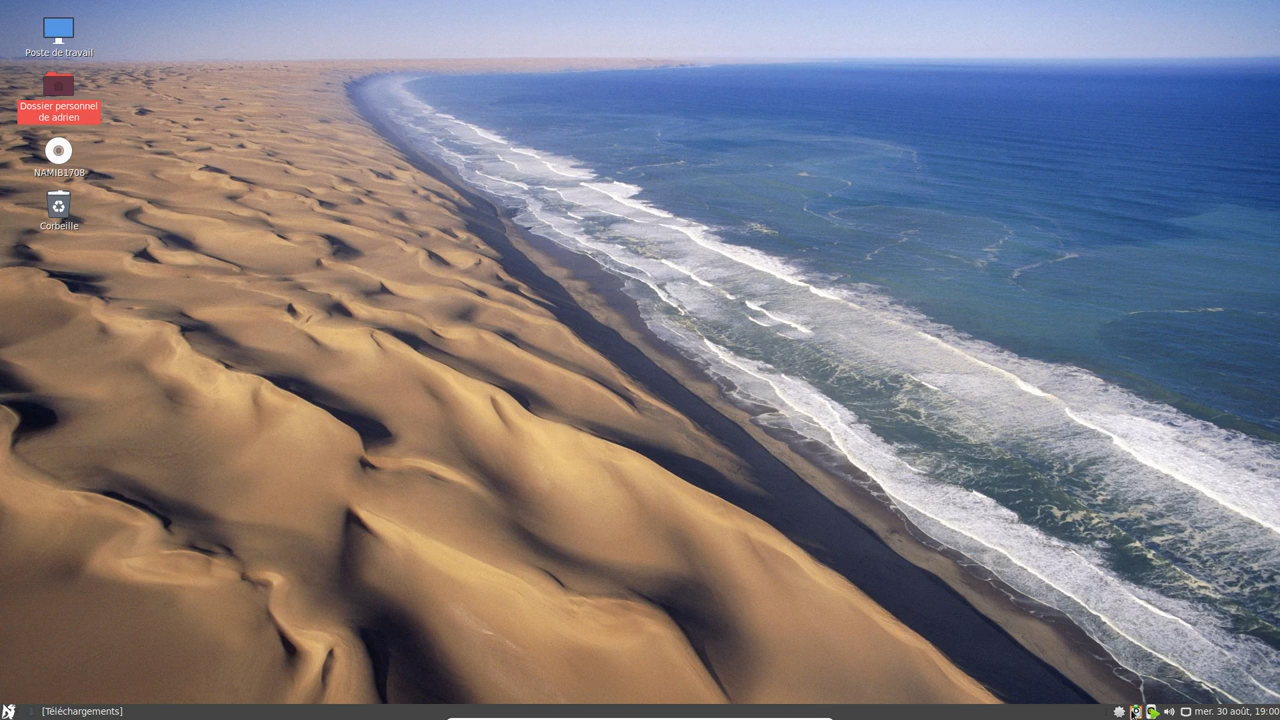 Poste de travail
Dossier personnel
de adrien
NAMIB1708
Corbeille
[Téléchargements]
mer. 30 août, 19:00